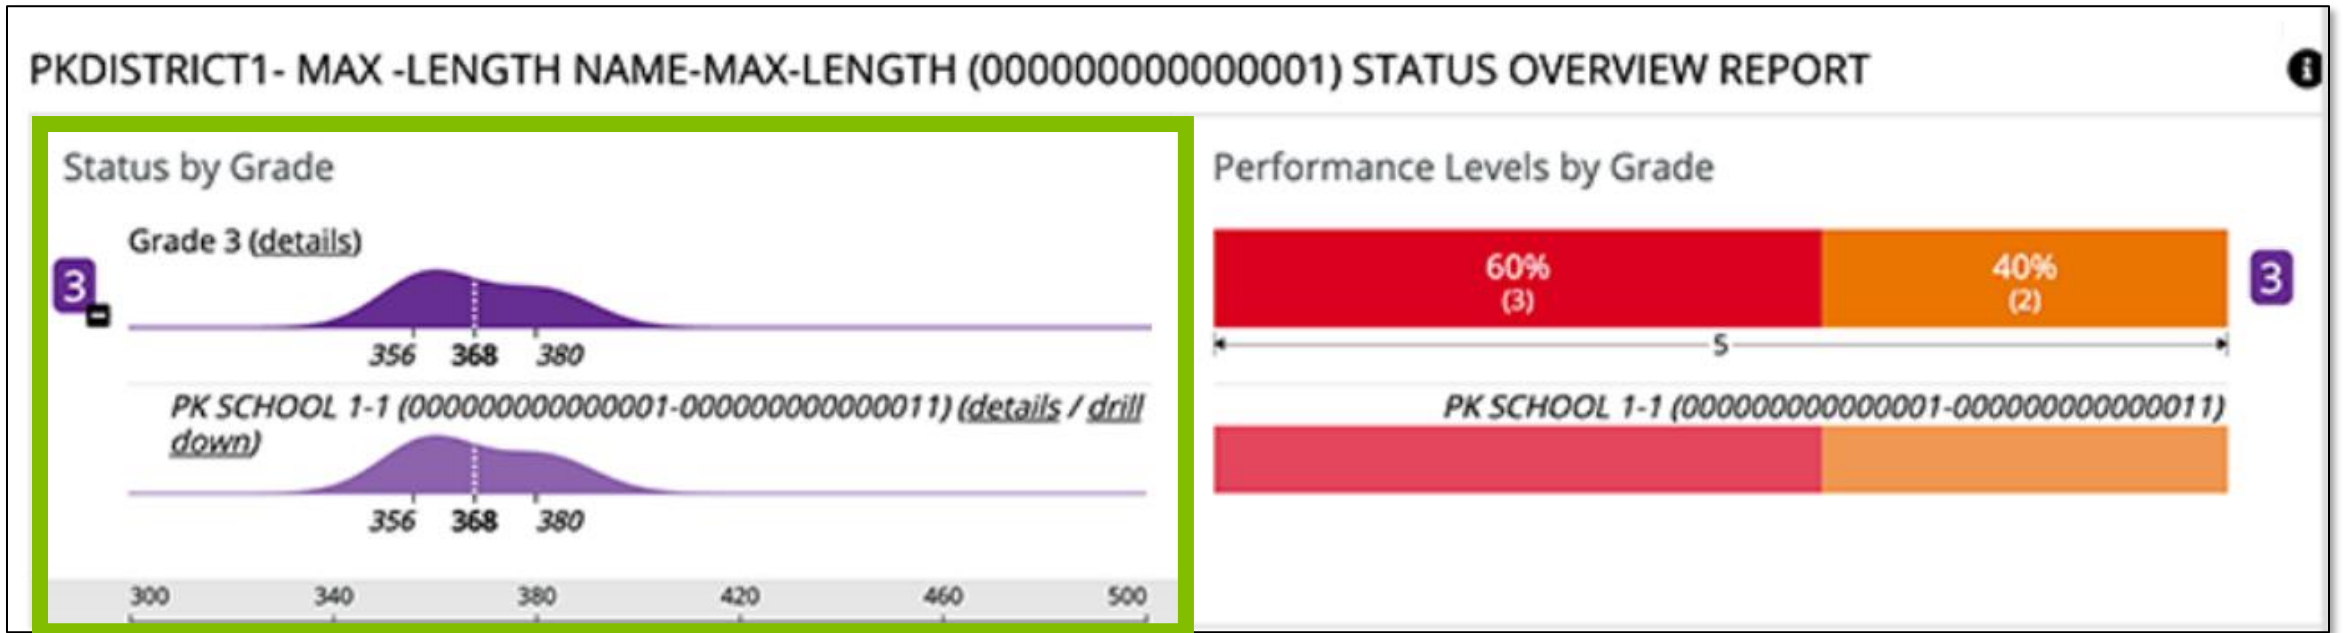 PKDISTRICT1- MAX -LENGTH NAME-MAX-LENGTH (000000000000001) STATUS OVERVIEW REPORT
Status by Grade
Grade 3 (details)
3
356 368 380
PK SCHOOL 1-1 (000000000000001-000000000000011) (details / drill
down)
356 368 380
300 340 380 420 460 500
Performance Levels by Grade
60% 40%
(3) (2)
3
5
PK SCHOOL 1-1 (000000000000001-000000000000011)